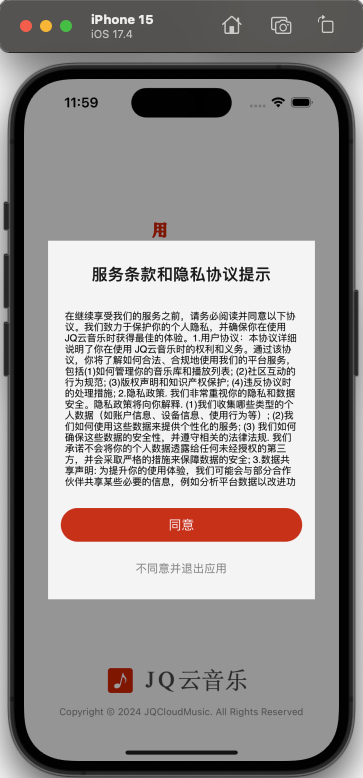 iPhone 15
iOS 17.4
11:59
用
服务条款和隐私协议提示
在继续享受我们的服务之前，请务必阅读并同意以下协
议。我们致力于保护你的个人隐私，并确保你在使用
JQ云音乐时获得最佳的体验。1.用户协议：本协议详细
说明了你在使用 JQ云音乐时的权利和义务。通过该协
议，你将了解如何合法、合规地使用我们的平台服务，
包括(1)如何管理你的音乐库和播放列表; (2)社区互动的
行为规范; (3)版权声明和知识产权保护; (4)违反协议时
的处理措施; 2.隐私政策. 我们非常重视你的隐私和数据
安全。隐私政策将向你解释. (1)我们收集哪些类型的个
人数据（如账户信息、设备信息、使用行为等）; (2)我
们如何使用这些数据来提供个性化的服务; (3) 我们如何
确保这些数据的安全性，并遵守相关的法律法规. 我们
承诺不会将你的个人数据透露给任何未经授权的第三
方，并会采取严格的措施来保障数据的安全; 3.数据共
享声明: 为提升你的使用体验，我们可能会与部分合作
伙伴共享某些必要的信息，例如分析平台数据以改进功
同意
不同意并退出应用
JQ云音乐
Copyright © 2024 JQCloudMusic. All Rights Reserved